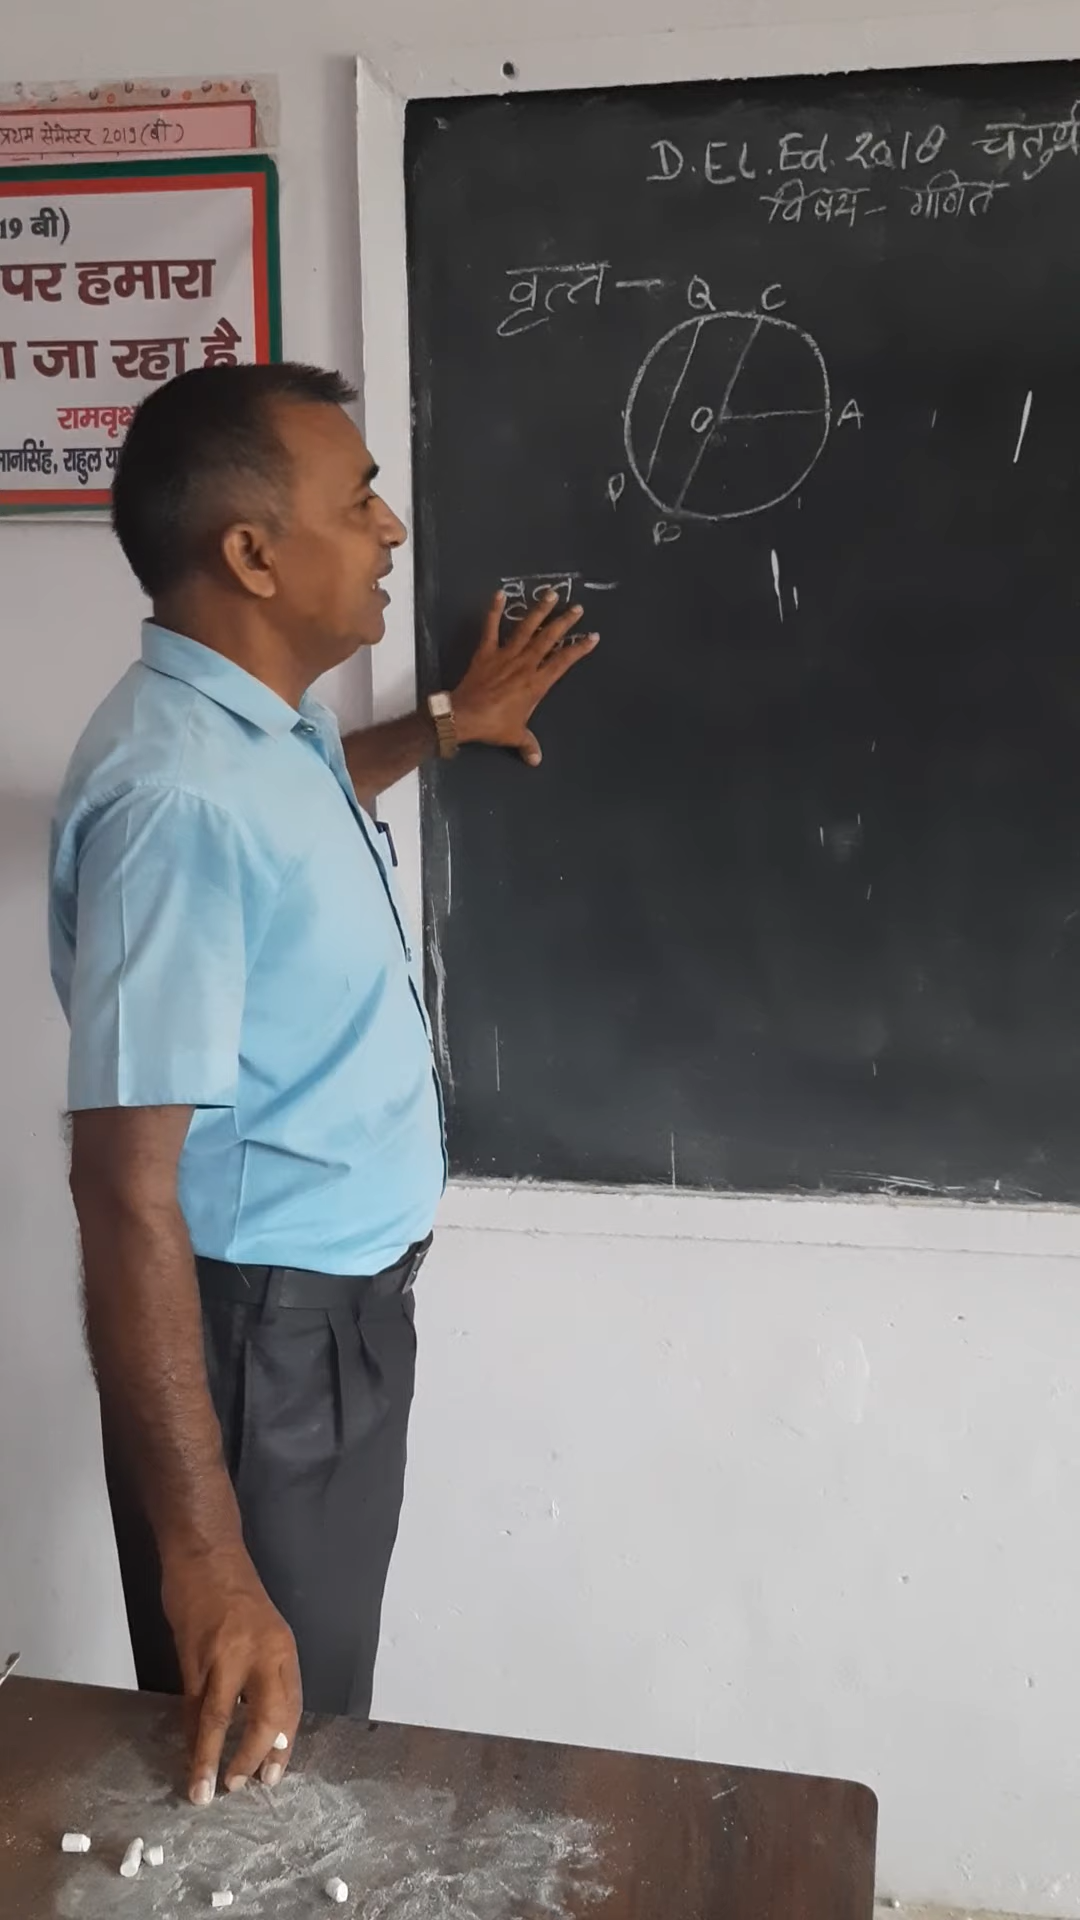 प्रथम सेमेस्टर 2019 (बी)
19 बी)
पर हमारा
जा रहा है
रामवृक्ष
मानसिंह, राहुल
D.El.Ed. 2018 चतुर्थ
विषय - गणित
वृत्त -
Q C
O A
P
B
वृत्त -